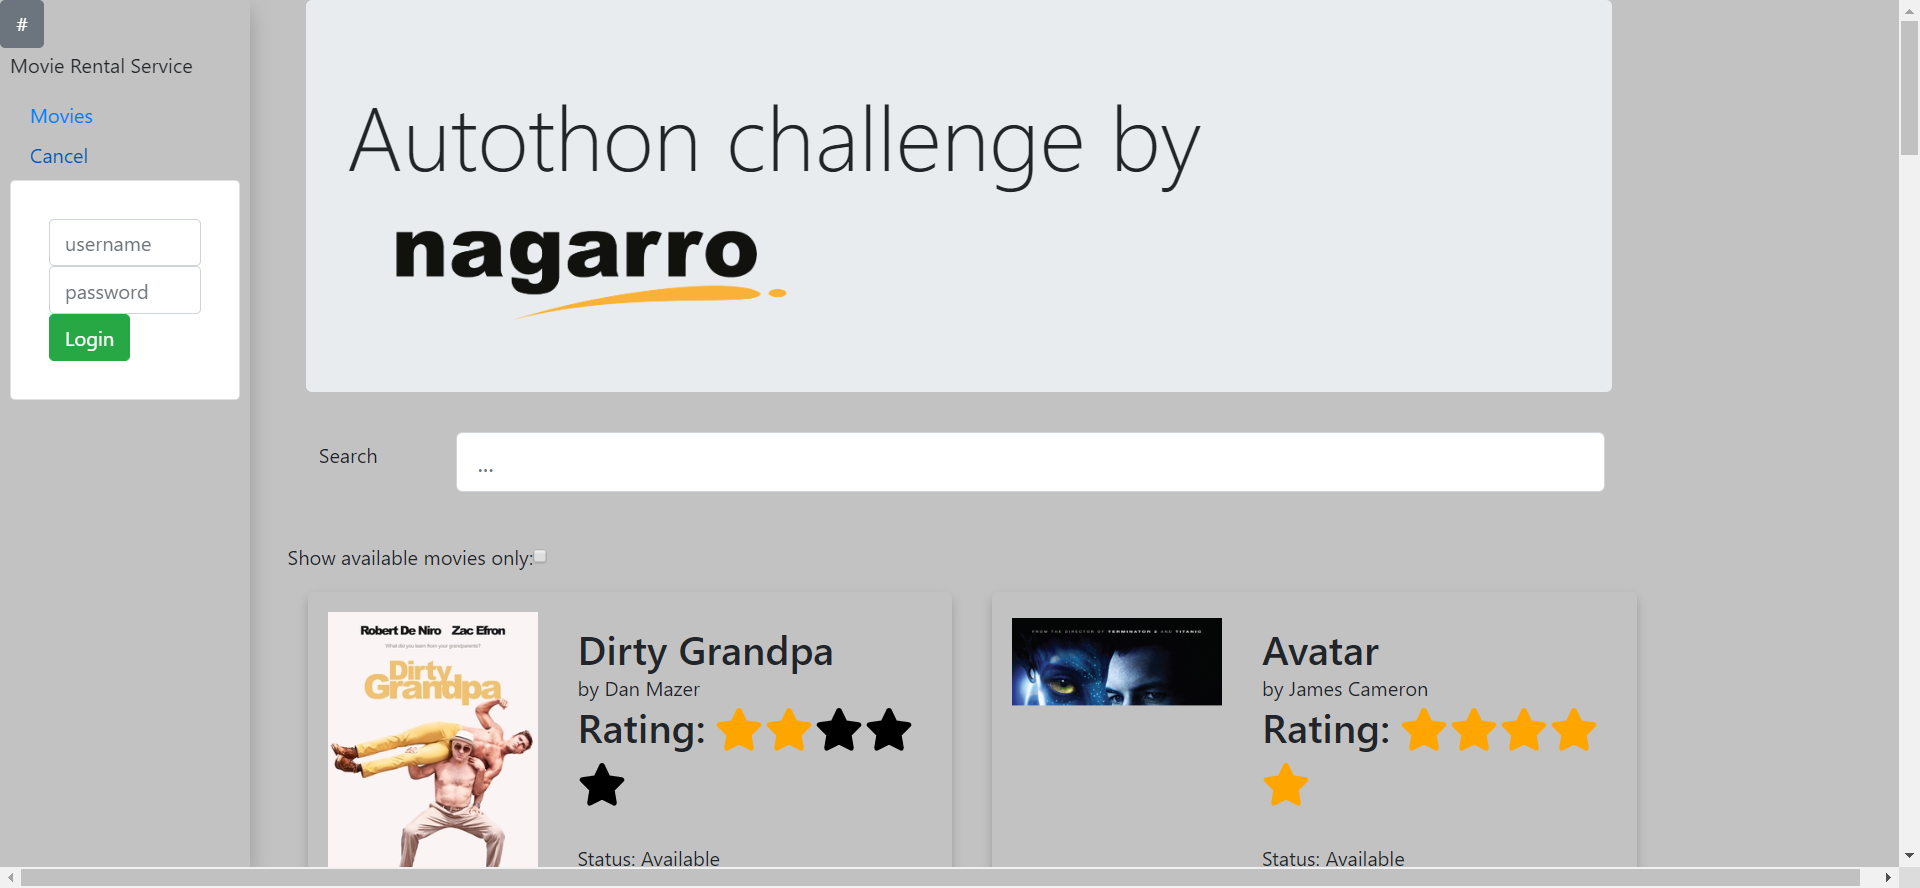 #
Movie Rental Service
Movies
Cancel
username
password
Login
Autothon challenge by
nagarro
Search
...
Show available movies only:
Robert De Niro Zac Efron
What did you learn from your grandparents?
Dirty
Grandpa
Dirty Grandpa
by Dan Mazer
Rating:
Status: Available
FROM THE DIRECTOR OF TERMINATOR 2 AND TITANIC
Avatar
by James Cameron
Rating:
Status: Available